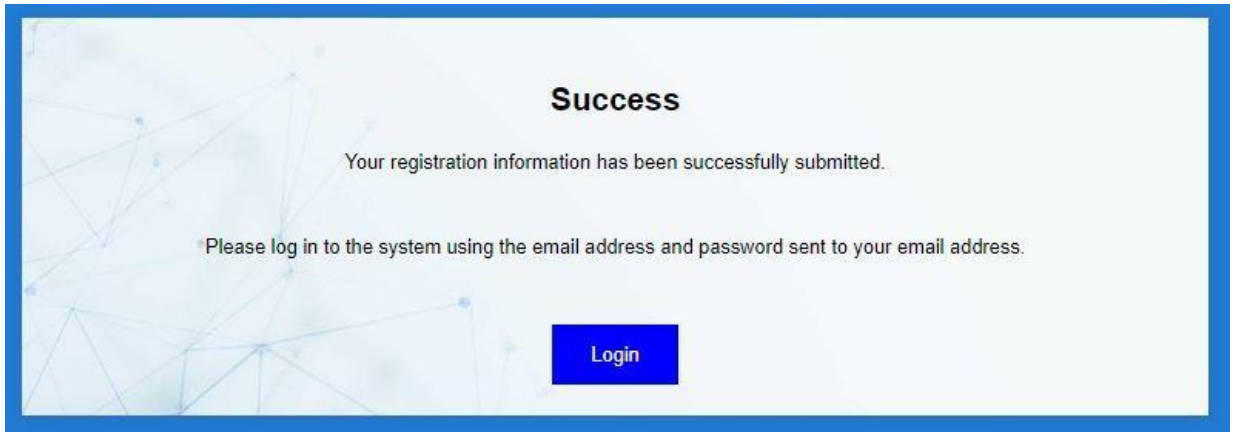 Success
Your registration information has been successfully submitted.
Please log in to the system using the email address and password sent to your email address.
Login